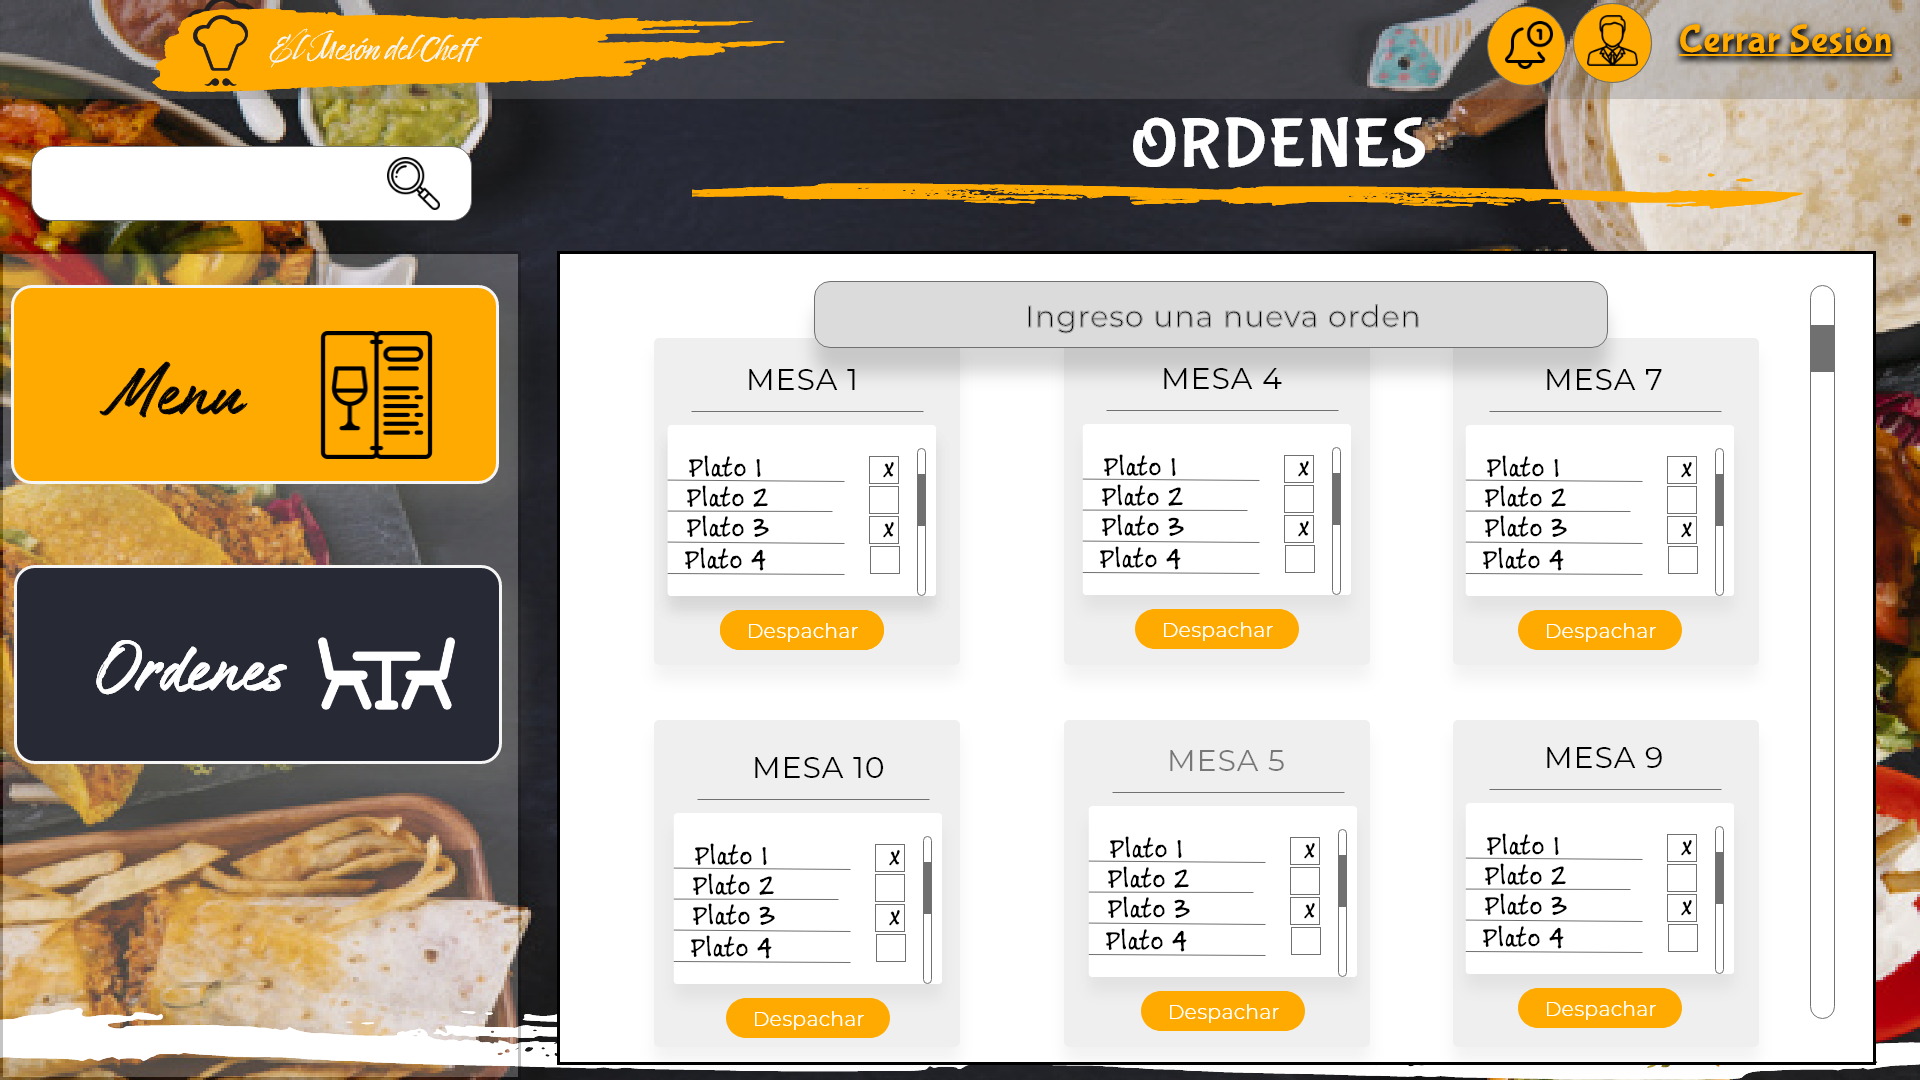 El Mesón del Cheff
1
Cerrar Sesión
ORDENES
Menu
Ordenes
Ingreso una nueva orden
MESA 1
Plato 1 x
Plato 2
Plato 3 x
Plato 4
Despachar
MESA 4
Plato 1 x
Plato 2
Plato 3 x
Plato 4
Despachar
MESA 7
Plato 1 x
Plato 2
Plato 3 x
Plato 4
Despachar
MESA 10
Plato 1 x
Plato 2
Plato 3 x
Plato 4
Despachar
MESA 5
Plato 1 x
Plato 2
Plato 3 x
Plato 4
Despachar
MESA 9
Plato 1 x
Plato 2
Plato 3 x
Plato 4
Despachar